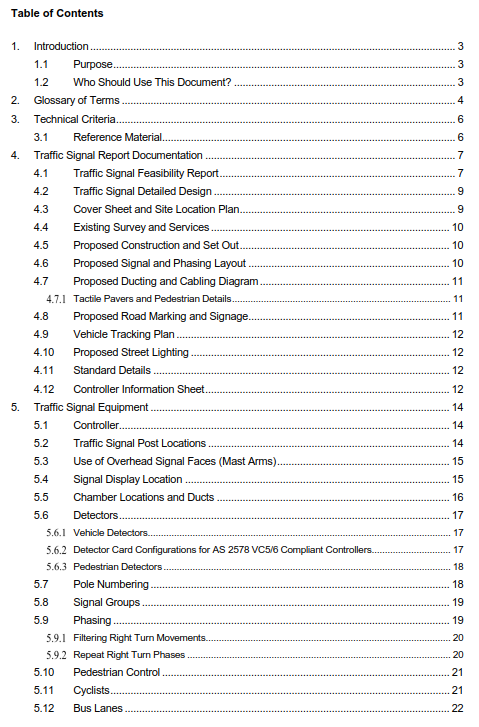 Table of Contents
1. Introduction 3
1.1 Purpose 3
1.2 Who Should Use This Document? 3
2. Glossary of Terms 4
3. Technical Criteria 6
3.1 Reference Material 6
4. Traffic Signal Report Documentation 7
4.1 Traffic Signal Feasibility Report 7
4.2 Traffic Signal Detailed Design 9
4.3 Cover Sheet and Site Location Plan 9
4.4 Existing Survey and Services 10
4.5 Proposed Construction and Set Out 10
4.6 Proposed Signal and Phasing Layout 10
4.7 Proposed Ducting and Cabling Diagram 11
4.7.1 Tactile Pavers and Pedestrian Details 11
4.8 Proposed Road Marking and Signage 11
4.9 Vehicle Tracking Plan 12
4.10 Proposed Street Lighting 12
4.11 Standard Details 12
4.12 Controller Information Sheet 12
5. Traffic Signal Equipment 14
5.1 Controller 14
5.2 Traffic Signal Post Locations 14
5.3 Use of Overhead Signal Faces (Mast Arms) 15
5.4 Signal Display Location 15
5.5 Chamber Locations and Ducts 16
5.6 Detectors 17
5.6.1 Vehicle Detectors 17
5.6.2 Detector Card Configurations for AS 2578 VC5/6 Compliant Controllers 17
5.6.3 Pedestrian Detectors 18
5.7 Pole Numbering 18
5.8 Signal Groups 19
5.9 Phasing 19
5.9.1 Filtering Right Turn Movements 20
5.9.2 Repeat Right Turn Phases 20
5.10 Pedestrian Control 21
5.11 Cyclists 21
5.12 Bus Lanes 22